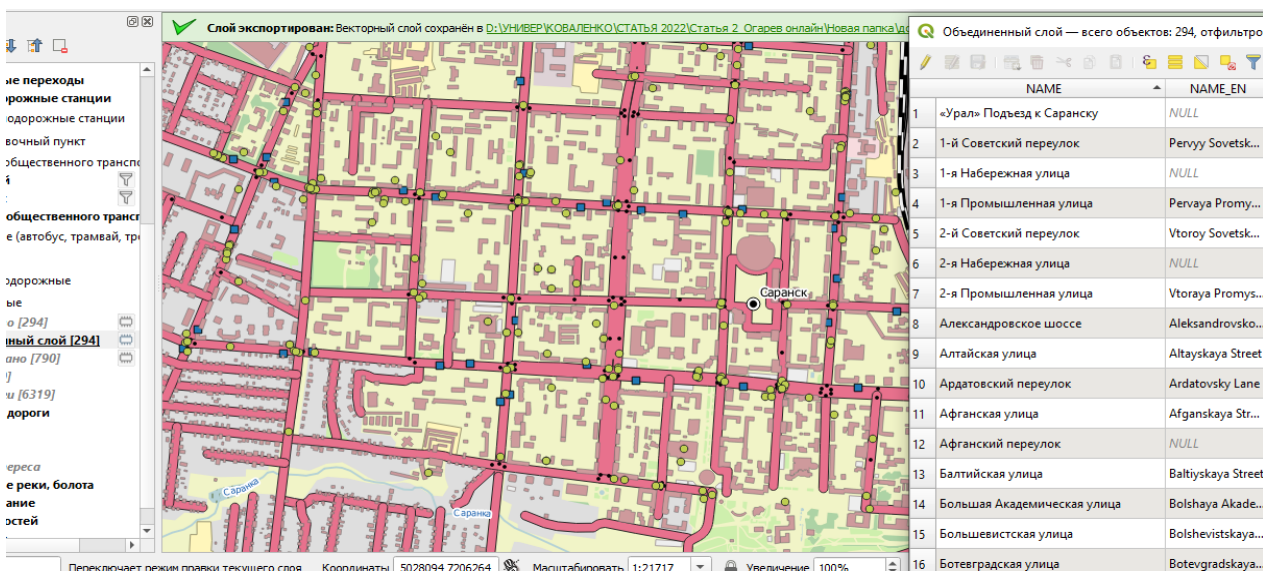 Слой экспортирован: Векторный слой сохранён в D:\УНИВЕР\КОВАЛЕНКО\СТАТЬЯ 2022\Статья 2_Огарев онлайн\Новая папка\до
ые переходы
орожные станции
одорожные станции
вочный пункт
общественного транспо
й
общественного трансп
е (автобус, трамвай, тро
одорожные
ые
о [294]
ный слой [294]
ано [790]
и [6319]
дороги
тереса
е реки, болота
ание
остей
Саранск
Саранка
Саранка
Переключает режим правки текущего слоя Координаты 5028094 7206264 Масштабировать 1:21717 Увеличение 100%
Объединенный слой — всего объектов: 294, отфильтро
NAME NAME_EN
1 «Урал» Подъезд к Саранску NULL
2 1-й Советский переулок Pervyy Sovetsk...
3 1-я Набережная улица NULL
4 1-я Промышленная улица Pervaya Promy...
5 2-й Советский переулок Vtoroy Sovetsk...
6 2-я Набережная улица NULL
7 2-я Промышленная улица Vtoraya Promys...
8 Александровское шоссе Aleksandrovsko...
9 Алтайская улица Altayskaya Street
10 Ардатовский переулок Ardatovsky Lane
11 Афганская улица Afganskaya Str...
12 Афганский переулок NULL
13 Балтийская улица Baltiyskaya Street
14 Большая Академическая улица Bolshaya Akade...
15 Большевистская улица Bolshevistskaya...
16 Ботевградская улица Botevgradskaya...